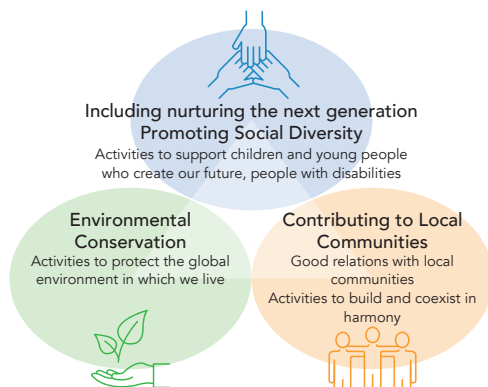 Including nurturing the next generation
Promoting Social Diversity
Activities to support children and young people
who create our future, people with disabilities
Environmental
Conservation
Activities to protect the global
environment in which we live
Contributing to Local
Communities
Good relations with local
communities
Activities to build and coexist in
harmony